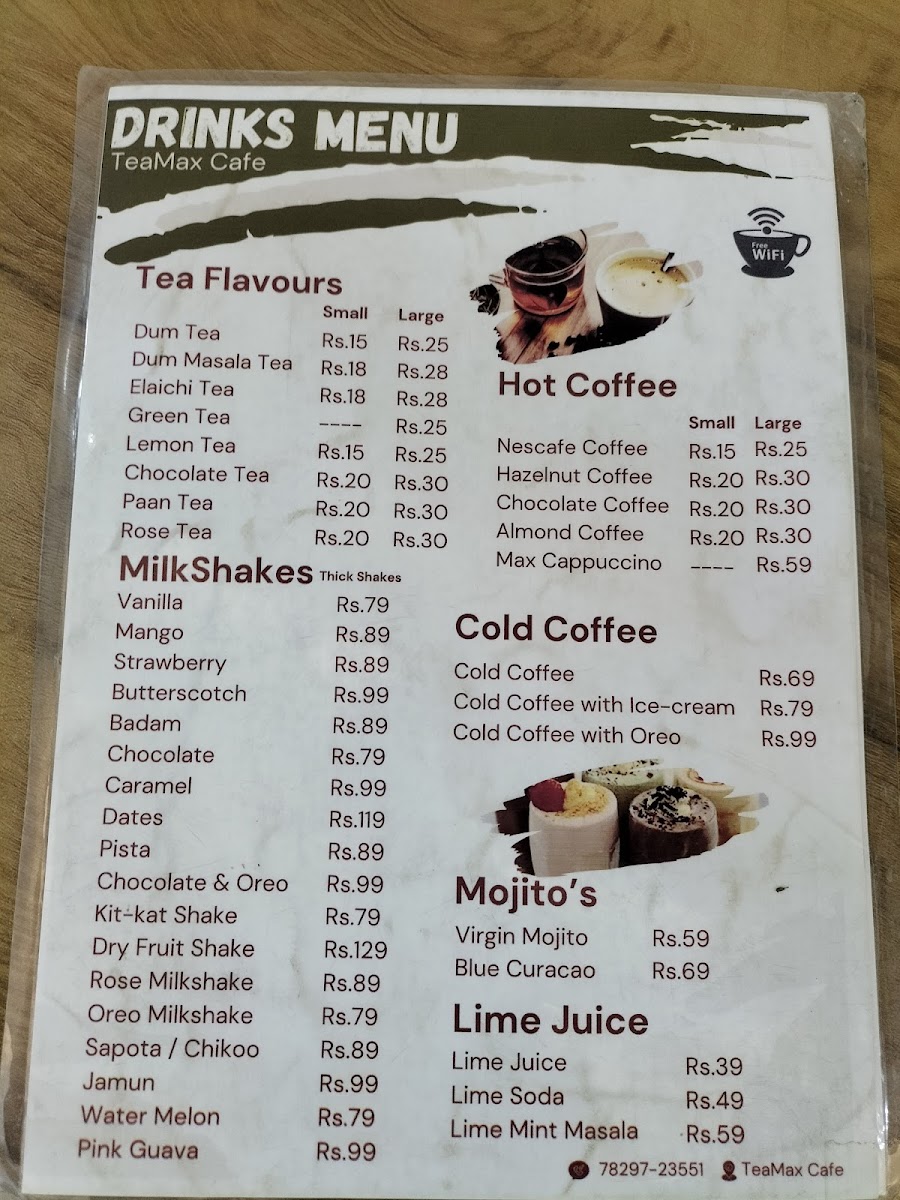 DRINKS MENU
TeaMax Cafe
Free
WiFi
Tea Flavours
Small Large
Dum Tea Rs.15 Rs.25
Dum Masala Tea Rs.18 Rs.28
Elaichi Tea Rs.18 Rs.28
Green Tea ---- Rs.25
Lemon Tea Rs.15 Rs.25
Chocolate Tea Rs.20 Rs.30
Paan Tea Rs.20 Rs.30
Rose Tea Rs.20 Rs.30
MilkShakes Thick Shakes
Vanilla Rs.79
Mango Rs.89
Strawberry Rs.89
Butterscotch Rs.99
Badam Rs.89
Chocolate Rs.79
Caramel Rs.99
Dates Rs.119
Pista Rs.89
Chocolate & Oreo Rs.99
Kit-kat Shake Rs.79
Dry Fruit Shake Rs.129
Rose Milkshake Rs.89
Oreo Milkshake Rs.79
Sapota / Chikoo Rs.89
Jamun Rs.99
Water Melon Rs.79
Pink Guava Rs.99
Hot Coffee
Small Large
Nescafe Coffee Rs.15 Rs.25
Hazelnut Coffee Rs.20 Rs.30
Chocolate Coffee Rs.20 Rs.30
Almond Coffee Rs.20 Rs.30
Max Cappuccino ---- Rs.59
Cold Coffee
Cold Coffee Rs.69
Cold Coffee with Ice-cream Rs.79
Cold Coffee with Oreo Rs.99
Mojito's
Virgin Mojito Rs.59
Blue Curacao Rs.69
Lime Juice
Lime Juice Rs.39
Lime Soda Rs.49
Lime Mint Masala Rs.59
78297-23551 TeaMax Cafe